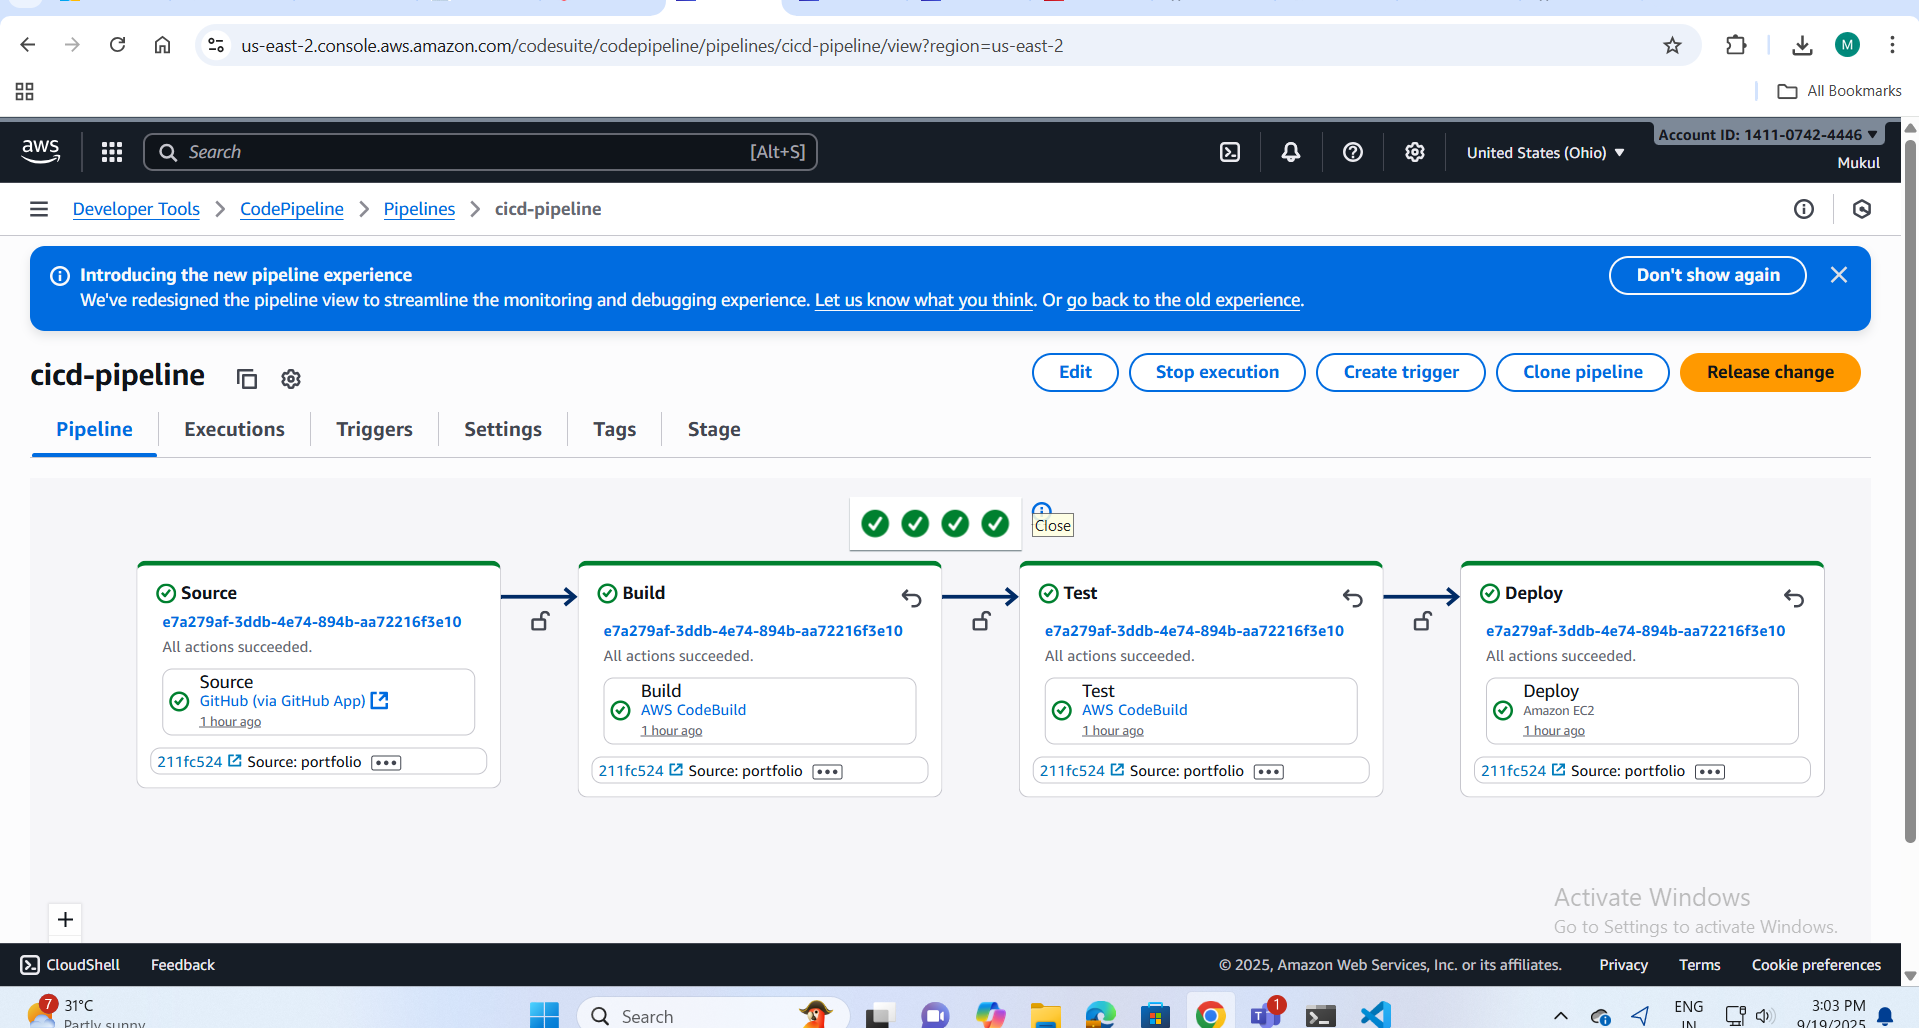 us-east-2.console.aws.amazon.com/codesuite/codepipeline/pipelines/cicd-pipeline/view?region=us-east-2
M
All Bookmarks
aws
Search
[Alt+S]
United States (Ohio)
Account ID: 1411-0742-4446
Mukul
Developer Tools
CodePipeline
Pipelines
cicd-pipeline
Introducing the new pipeline experience
We've redesigned the pipeline view to streamline the monitoring and debugging experience. Let us know what you think. Or go back to the old experience.
Don't show again
cicd-pipeline
Edit
Stop execution
Create trigger
Clone pipeline
Release change
Pipeline
Executions
Triggers
Settings
Tags
Stage
Close
Source
e7a279af-3ddb-4e74-894b-aa72216f3e10
All actions succeeded.
Source
GitHub (via GitHub App)
1 hour ago
211fc524 Source: portfolio
Build
e7a279af-3ddb-4e74-894b-aa72216f3e10
All actions succeeded.
Build
AWS CodeBuild
1 hour ago
211fc524 Source: portfolio
Test
e7a279af-3ddb-4e74-894b-aa72216f3e10
All actions succeeded.
Test
AWS CodeBuild
1 hour ago
211fc524 Source: portfolio
Deploy
e7a279af-3ddb-4e74-894b-aa72216f3e10
All actions succeeded.
Deploy
Amazon EC2
1 hour ago
211fc524 Source: portfolio
Activate Windows
Go to Settings to activate Windows.
CloudShell
Feedback
© 2025, Amazon Web Services, Inc. or its affiliates.
Privacy
Terms
Cookie preferences
7
31°C
Partly sunny
Search
1
ENG
IN
3:03 PM
9/19/2025